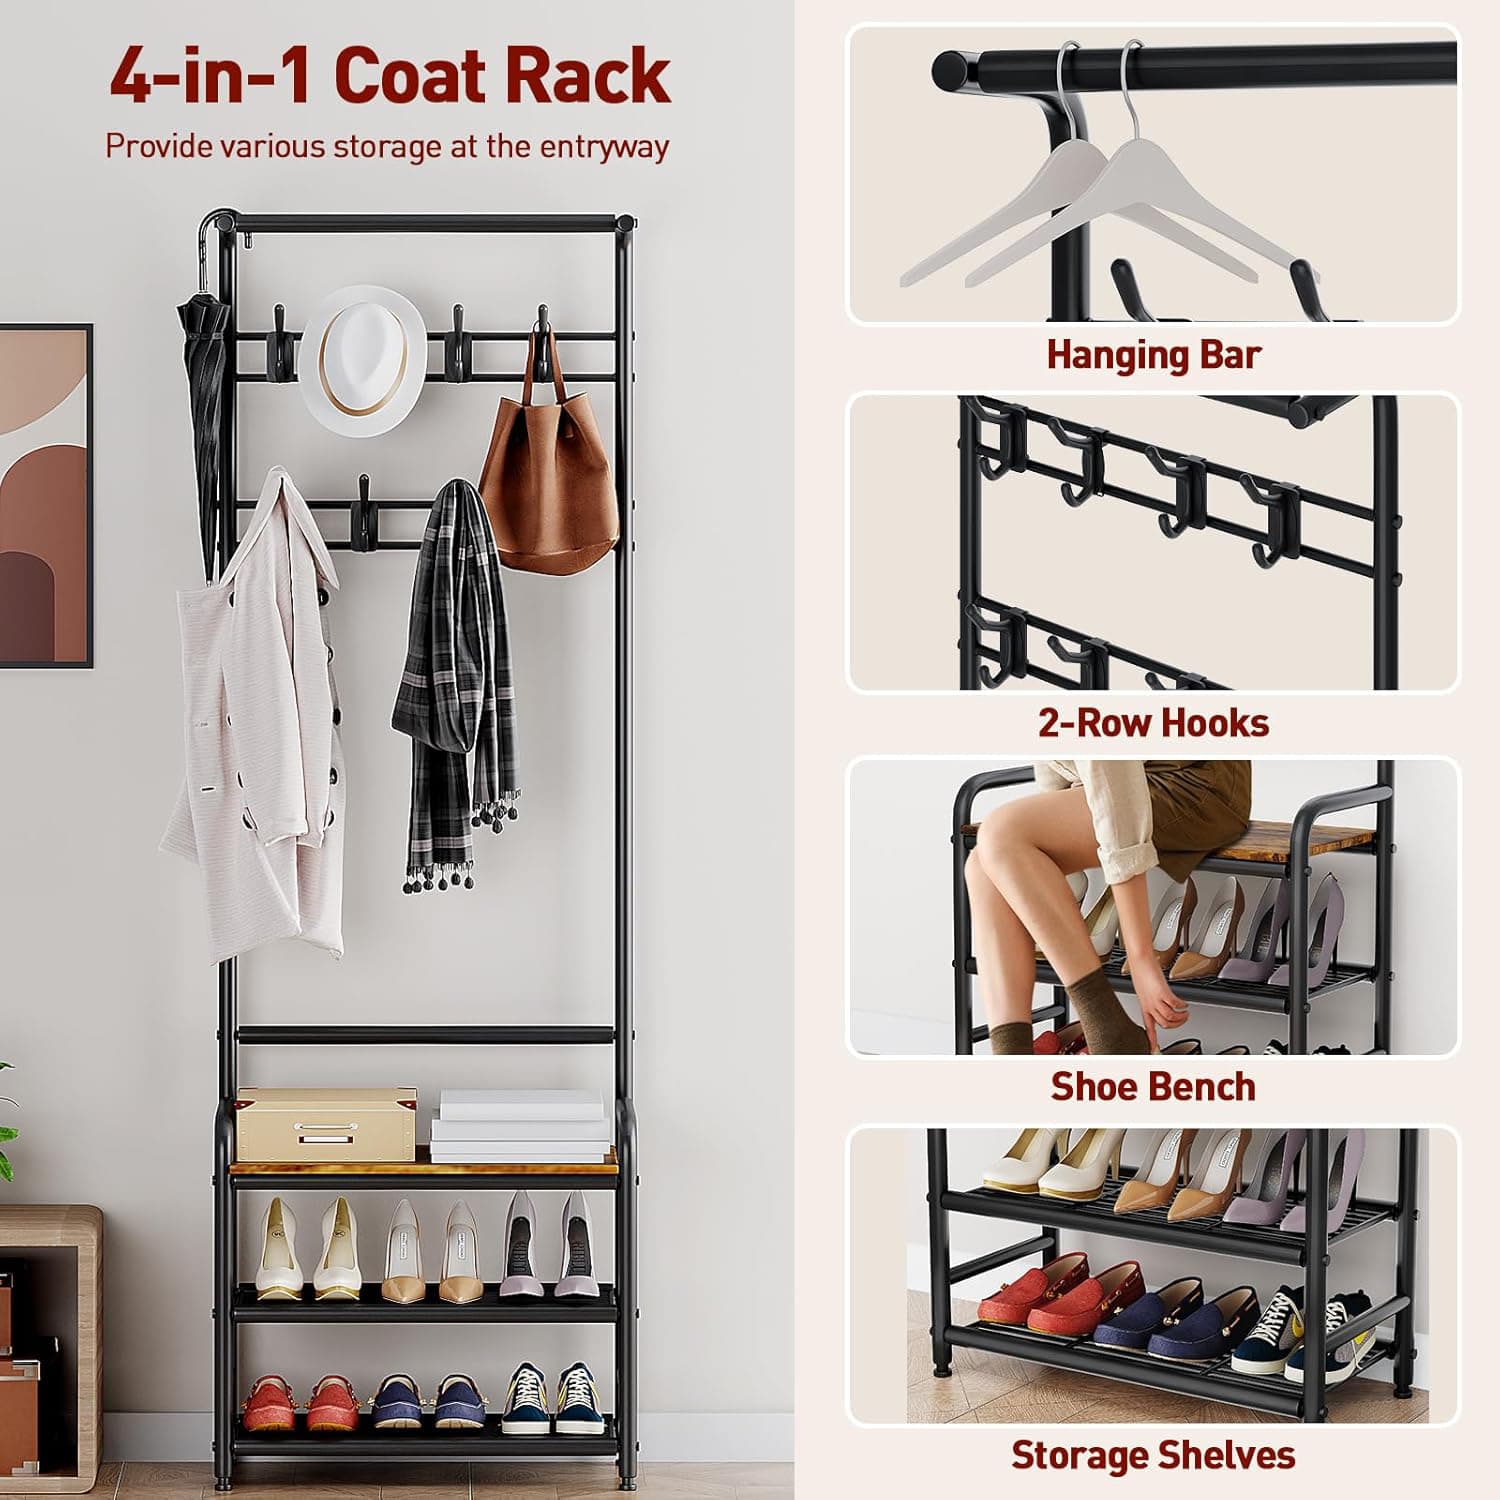 4-in-1 Coat Rack
Provide various storage at the entryway
Hanging Bar
2-Row Hooks
Shoe Bench
Storage Shelves